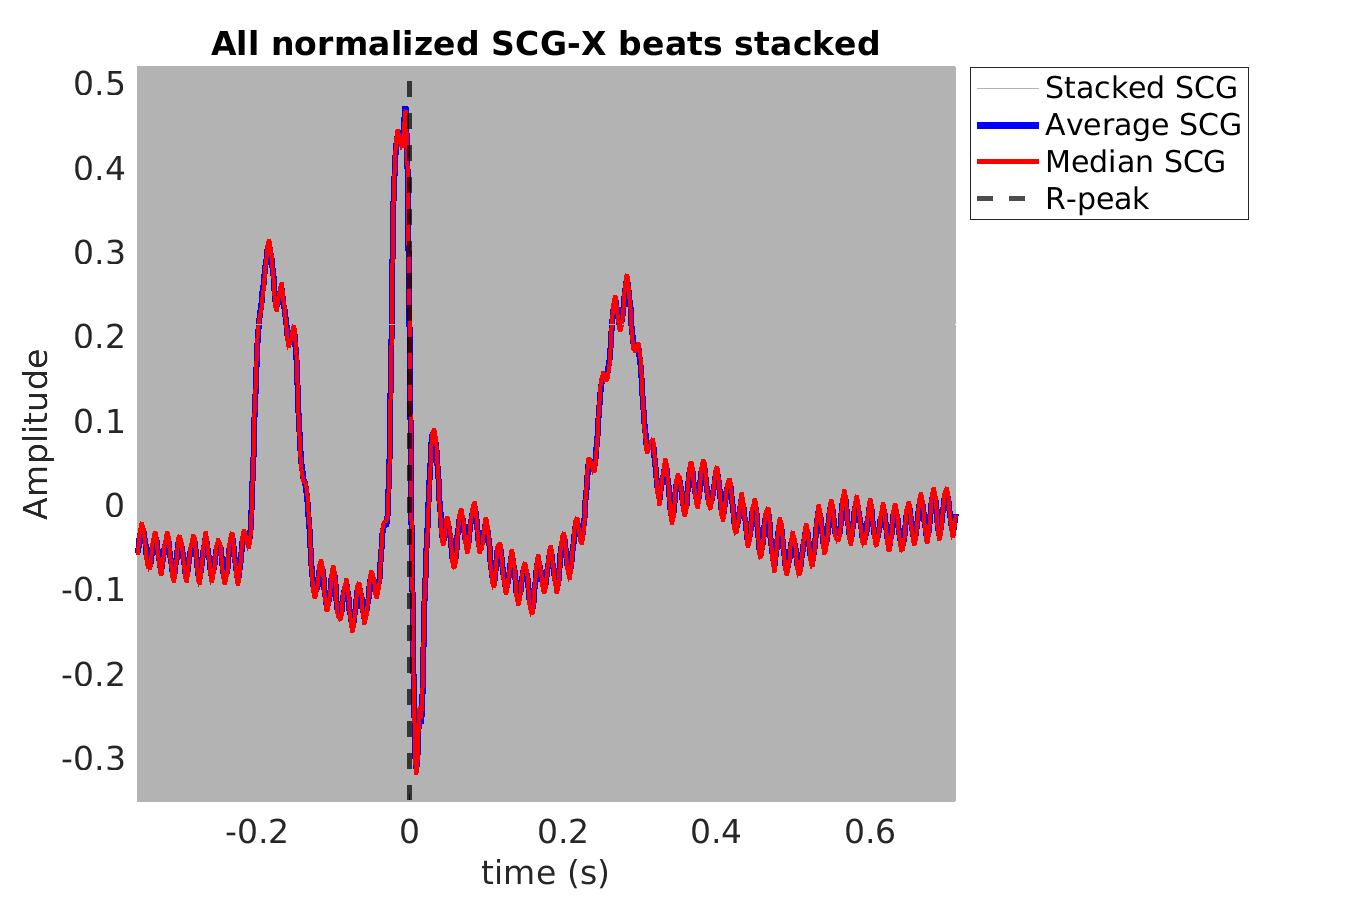 All normalized SCG-X beats stacked
0.5
0.4
0.3
0.2
0.1
0
-0.1
-0.2
-0.3
Amplitude
-0.2
0
0.2
0.4
0.6
time (s)
Stacked SCG
Average SCG
Median SCG
R-peak